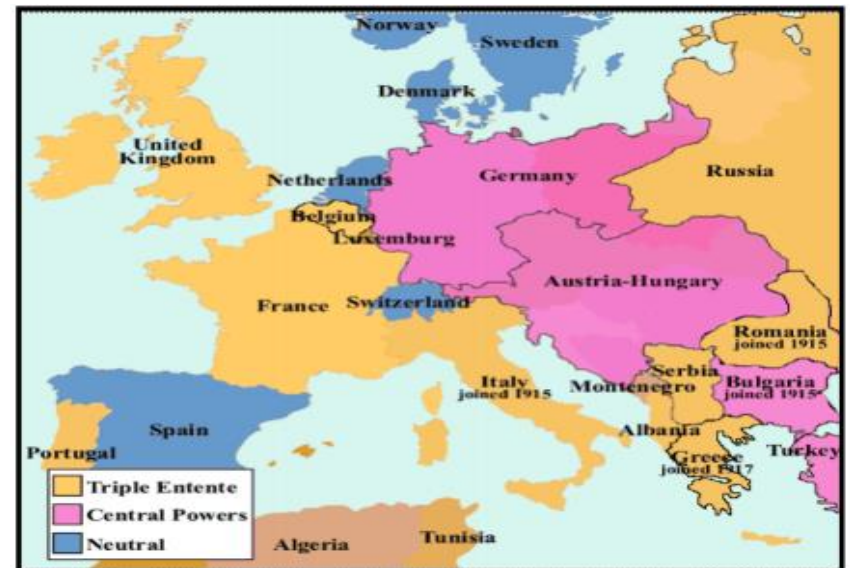 Norway
Sweden
Denmark
United
Kingdom
Netherlands
Germany
Russia
Belgium
Luxemburg
Austria-Hungary
France
Switzerland
Romania
joined 1915
Serbia
Italy
joined 1915
Montenegro
Bulgaria
joined 1915
Spain
Albania
Portugal
Greece
joined 1917
Turkey
Triple Entente
Central Powers
Neutral
Algeria
Tunisia